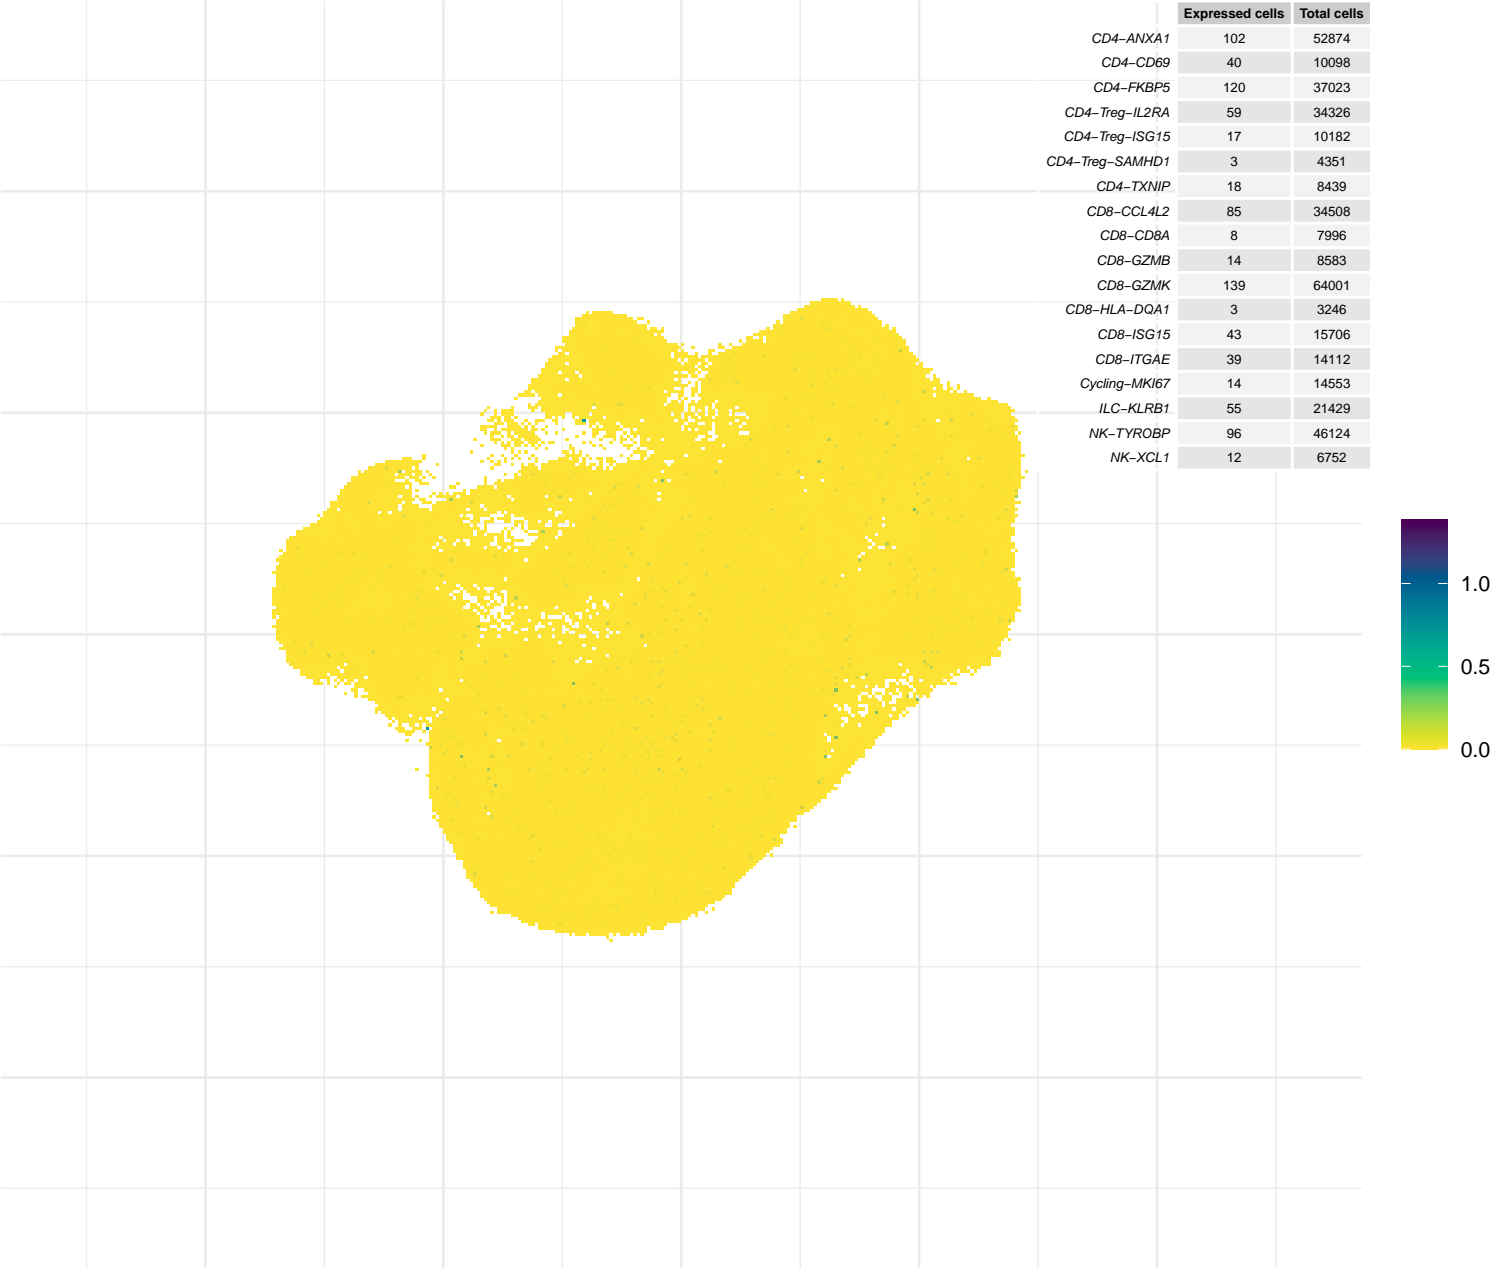 Expressed cells Total cells
CD4−ANXA1 102 52874
CD4−CD69 40 10098
CD4−FKBP5 120 37023
CD4−Treg−IL2RA 59 34326
CD4−Treg−ISG15 17 10182
CD4−Treg−SAMHD1 3 4351
CD4−TXNIP 18 8439
CD8−CCL4L2 85 34508
CD8−CD8A 8 7996
CD8−GZMB 14 8583
CD8−GZMK 139 64001
CD8−HLA−DQA1 3 3246
CD8−ISG15 43 15706
CD8−ITGAE 39 14112
Cycling−MKI67 14 14553
ILC−KLRB1 55 21429
NK−TYROBP 96 46124
NK−XCL1 12 6752
1.0
0.5
0.0